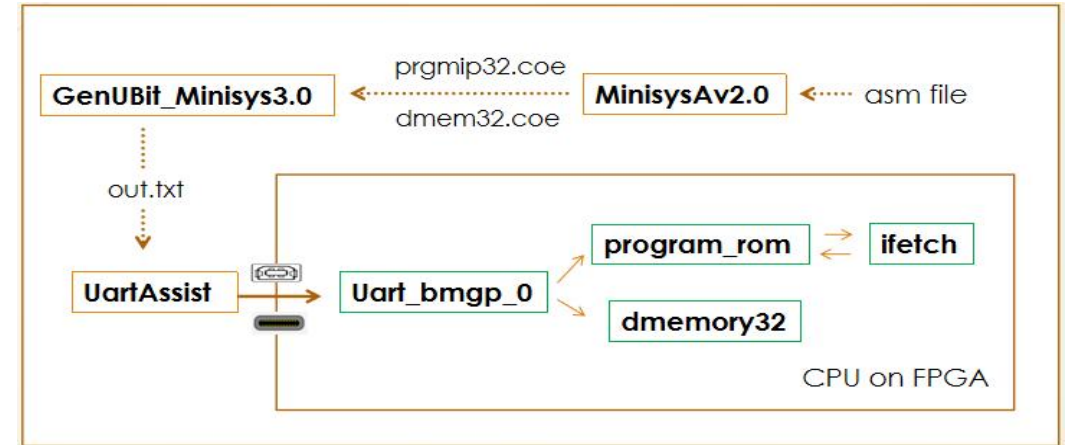 prgmip32.coe
GenUBit_Minisys3.0
MinisysAv2.0
asm file
dmem32.coe
out.txt
program_rom
ifetch
UartAssist
Uart_bmgp_0
dmemory32
CPU on FPGA